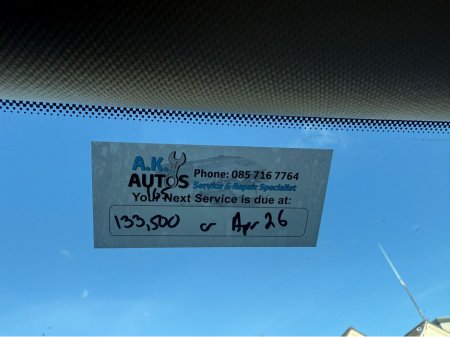 A.K. AUTOS
Phone: 085 716 7764
Service & Repair Specialist
Your Next Service is due at:
133,500 or Apr 26